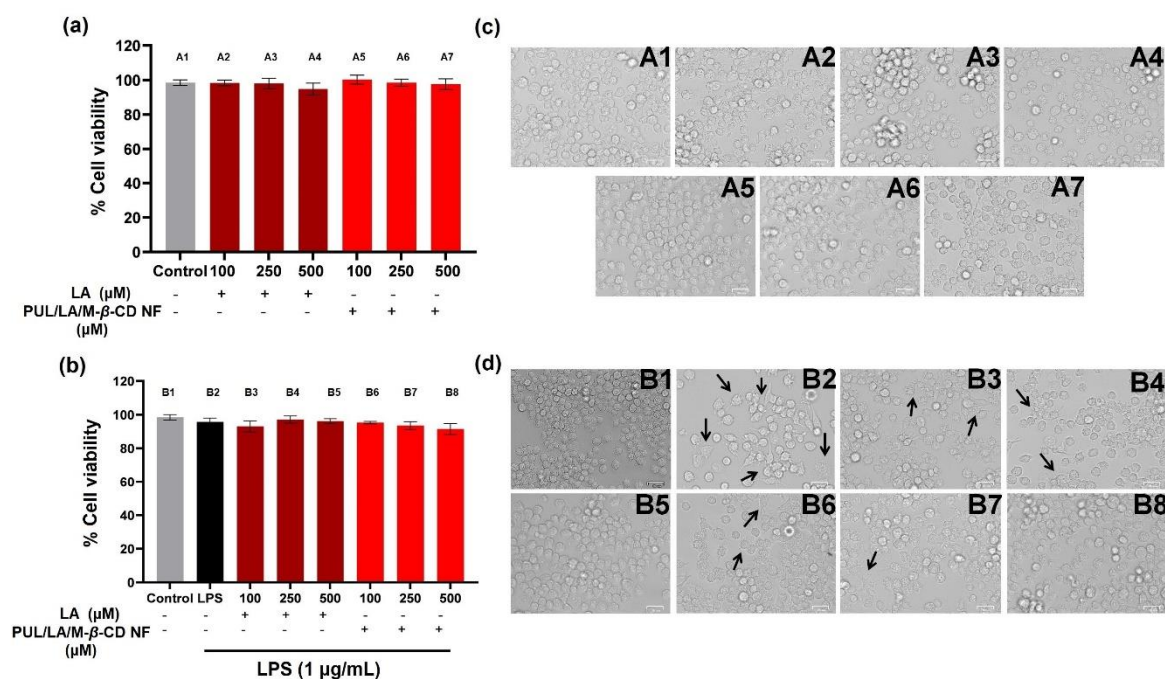 (a)
120
100
80
60
40
20
0
% Cell viability
A1 A2 A3 A4 A5 A6 A7
Control 100 250 500 100 250 500
LA (µM) - + + + - - -
PUL/LA/M-β-CD NF - - - - + + +
(µM)
(c)
A1 A2 A3 A4
A5 A6 A7
(b)
120
100
80
60
40
20
0
% Cell viability
B1 B2 B3 B4 B5 B6 B7 B8
Control LPS 100 250 500 100 250 500
LA (µM) - - + + + - - -
PUL/LA/M-β-CD NF - - - - - + + +
(µM)
LPS (1 µg/mL)
(d)
B1 B2 B3 B4
B5 B6 B7 B8